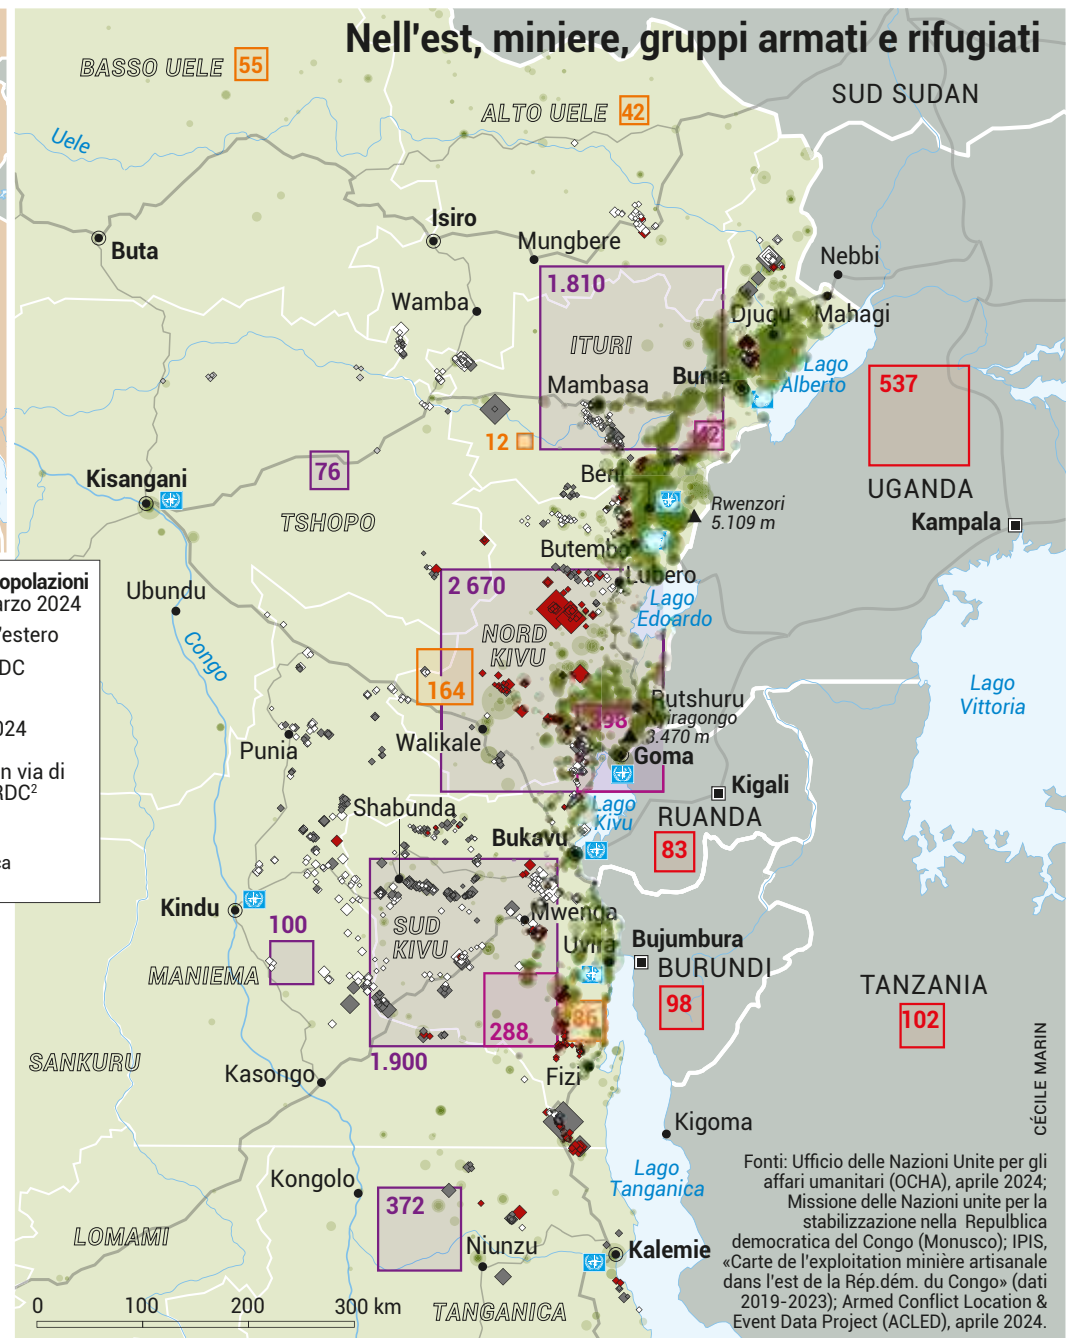 Nell'est, miniere, gruppi armati e rifugiati
BASSO UELE
55
ALTO UELE
42
SUD SUDAN
Uele
Buta
Isiro
Mungbere
Nebbi
1.810
Wamba
Djugu
Mahagi
ITURI
Lago
Alberto
Mambasa
Bunia
537
12
42
Beni
76
Kisangani
TSHOPO
Rwenzori
5.109 m
UGANDA
Kampala
Butembo
Lubero
opolazioni
arzo 2024
'estero
DC
024
n via di
RDC²
ca
Ubundu
Congo
2 670
Lago
Edoardo
NORD
KIVU
164
Rutshuru
398
Nyiragongo
3.470 m
Lago
Vittoria
Punia
Walikale
Goma
Kigali
Shabunda
Lago
Kivu
RUANDA
Bukavu
83
Kindu
100
SUD
KIVU
Mwenga
Uvira
Bujumbura
BURUNDI
MANIEMA
98
TANZANIA
102
288
86
1.900
SANKURU
Kasongo
Fizi
CÉCILE MARIN
Kigoma
Kongolo
Lago
Tanganica
372
LOMAMI
Niunzu
Kalemie
TANGANICA
0 100 200 300 km
Fonti: Ufficio delle Nazioni Unite per gli
affari umanitari (OCHA), aprile 2024;
Missione delle Nazioni unite per la
stabilizzazione nella Repulblica
democratica del Congo (Monusco); IPIS,
«Carte de l'exploitation minière artisanale
dans l'est de la Rép.dém. du Congo» (dati
2019-2023); Armed Conflict Location &
Event Data Project (ACLED), aprile 2024.